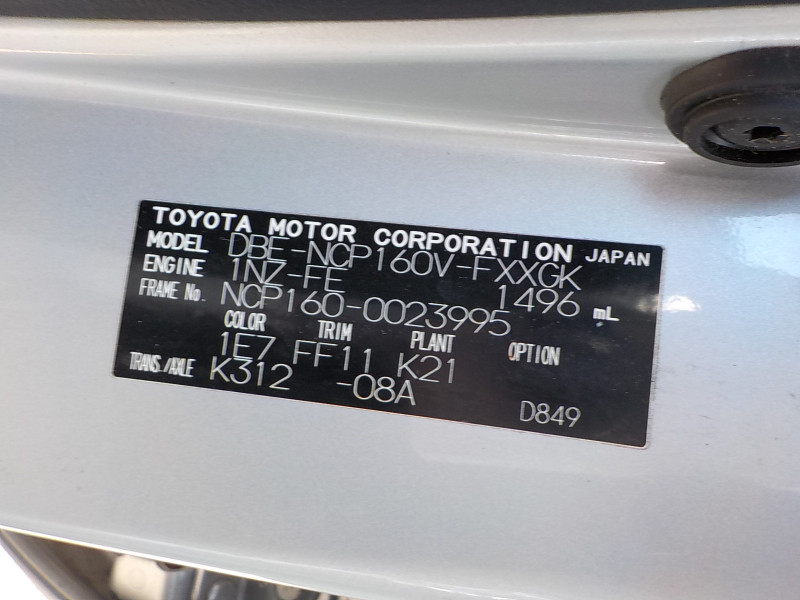 TOYOTA MOTOR CORPORATION JAPAN
MODEL DBE-NCP160V-FXXGK
ENGINE 1NZ-FE 1496 mL
FRAME No. NCP160-0023995
COLOR TRIM PLANT OPTION
1E7 FF11 K21
TRANS./AXLE K312 -08A
D849